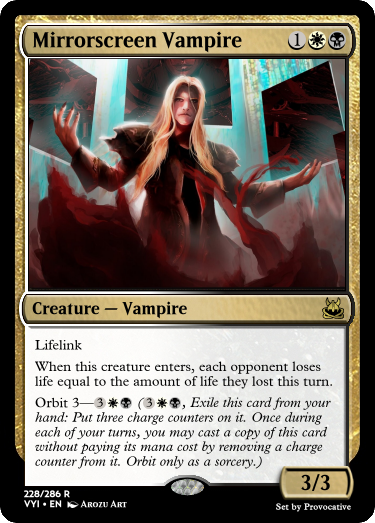 Mirrorscreen Vampire 1
Creature — Vampire
Lifelink
When this creature enters, each opponent loses
life equal to the amount of life they lost this turn.
Orbit 3—3 (3, Exile this card from your
hand: Put three charge counters on it. Once during
each of your turns, you may cast a copy of this card
without paying its mana cost by removing a charge
counter from it. Orbit only as a sorcery.)
3/3
228/286 R
VYI • EN Arozu Art
Set by Provocative